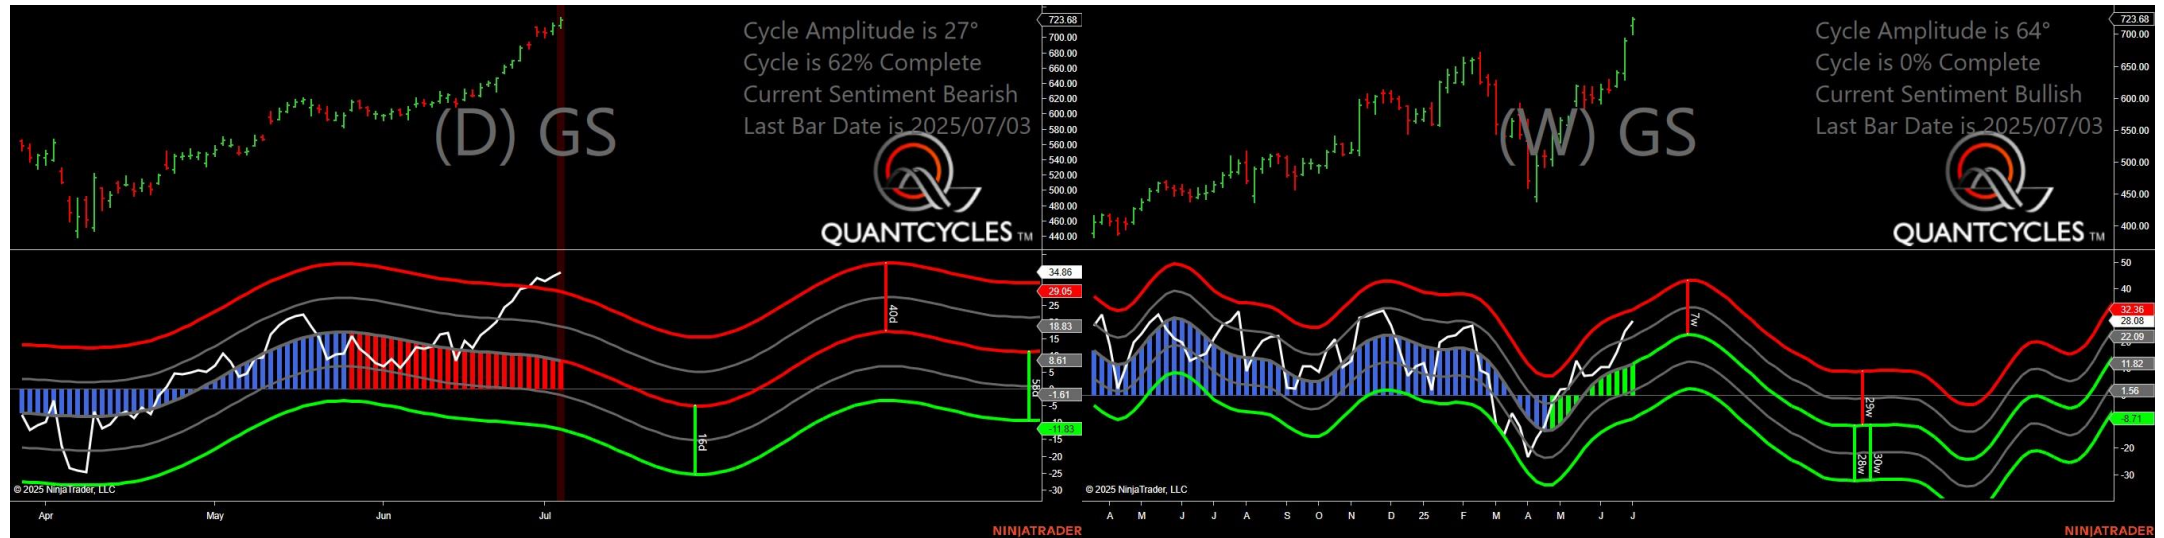 Cycle Amplitude is 27°
Cycle is 62% Complete
Current Sentiment Bearish
Last Bar Date is 2025/07/03
(D) GS
QUANTCYCLES TM
723.68
700.00
680.00
660.00
640.00
620.00
600.00
580.00
560.00
540.00
520.00
500.00
480.00
460.00
440.00
34.86
29.05
25
18.83
15
8.61
5
-1.61
-5
-11.83
-15
-20
-25
-30
40d
16d
© 2025 NinjaTrader, LLC
Apr
May
Jun
Jul
NINJATRADER
Cycle Amplitude is 64°
Cycle is 0% Complete
Current Sentiment Bullish
Last Bar Date is 2025/07/03
(W) GS
QUANTCYCLES TM
723.68
700.00
650.00
600.00
550.00
500.00
450.00
400.00
50
40
32.36
28.08
22.09
11.82
1.56
-8.71
-20
-30
7w
29w
28w
30w
© 2025 NinjaTrader, LLC
A M J J A S O N D 25 F M A M J J
NINJATRADER